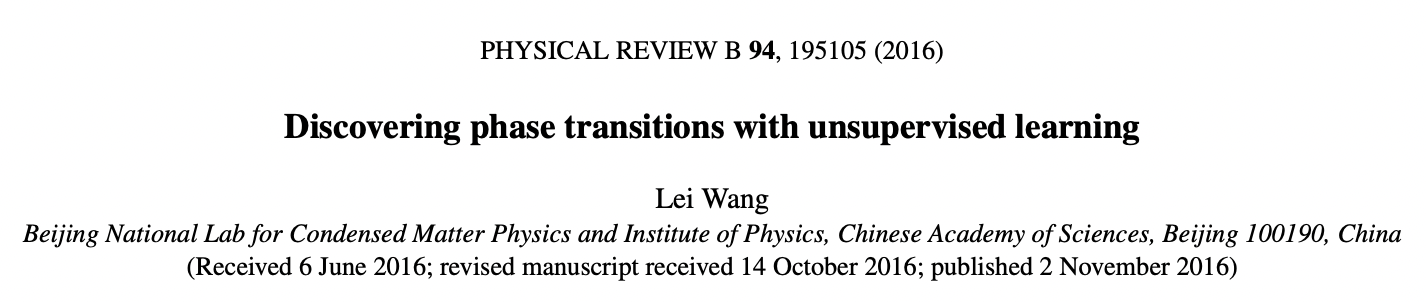 PHYSICAL REVIEW B 94, 195105 (2016)
Discovering phase transitions with unsupervised learning
Lei Wang
Beijing National Lab for Condensed Matter Physics and Institute of Physics, Chinese Academy of Sciences, Beijing 100190, China
(Received 6 June 2016; revised manuscript received 14 October 2016; published 2 November 2016)